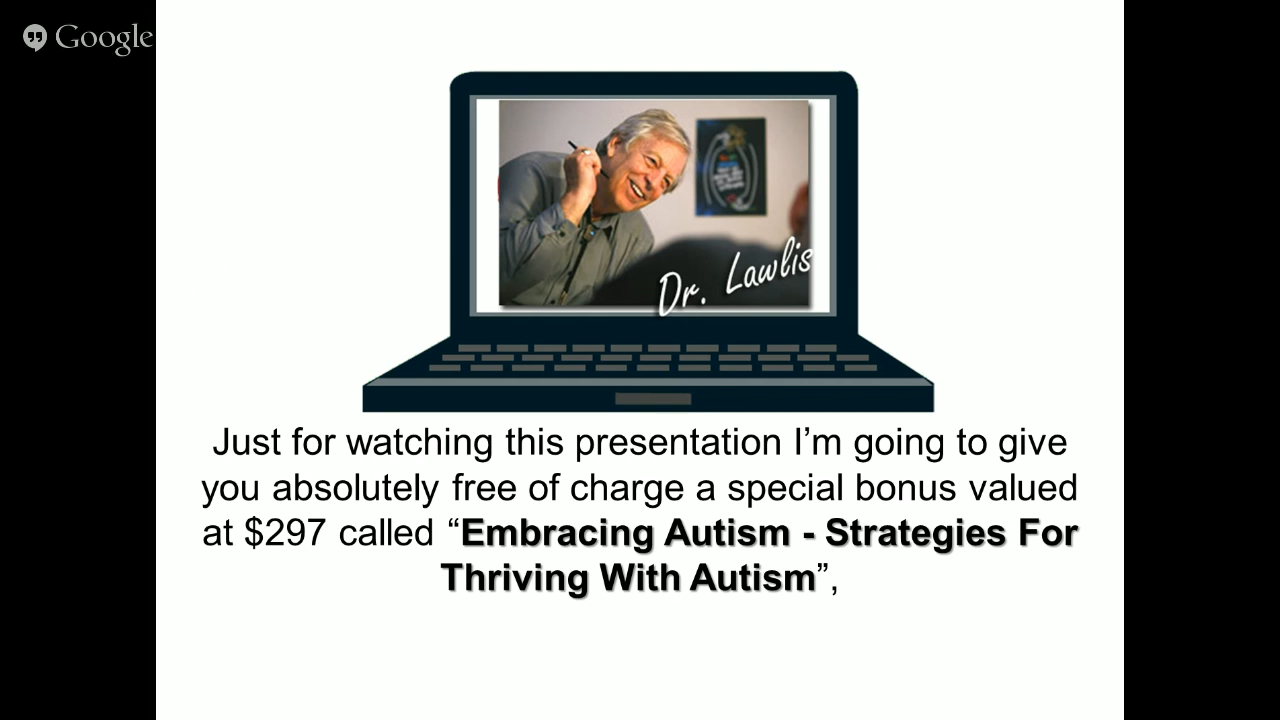 Google
Dr. Lawlis
Just for watching this presentation I’m going to give
you absolutely free of charge a special bonus valued
at $297 called “Embracing Autism - Strategies For
Thriving With Autism”,